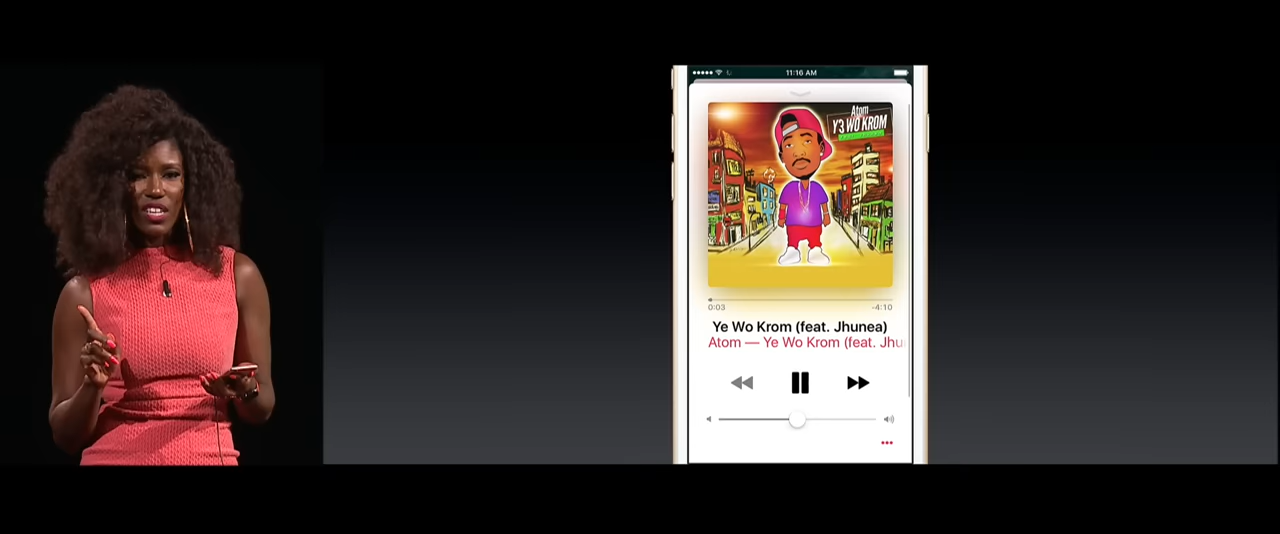 11:16 AM
Atom
Y3 WO KROM
0:03
-4:10
Ye Wo Krom (feat. Jhunea)
Atom — Ye Wo Krom (feat. Jhu